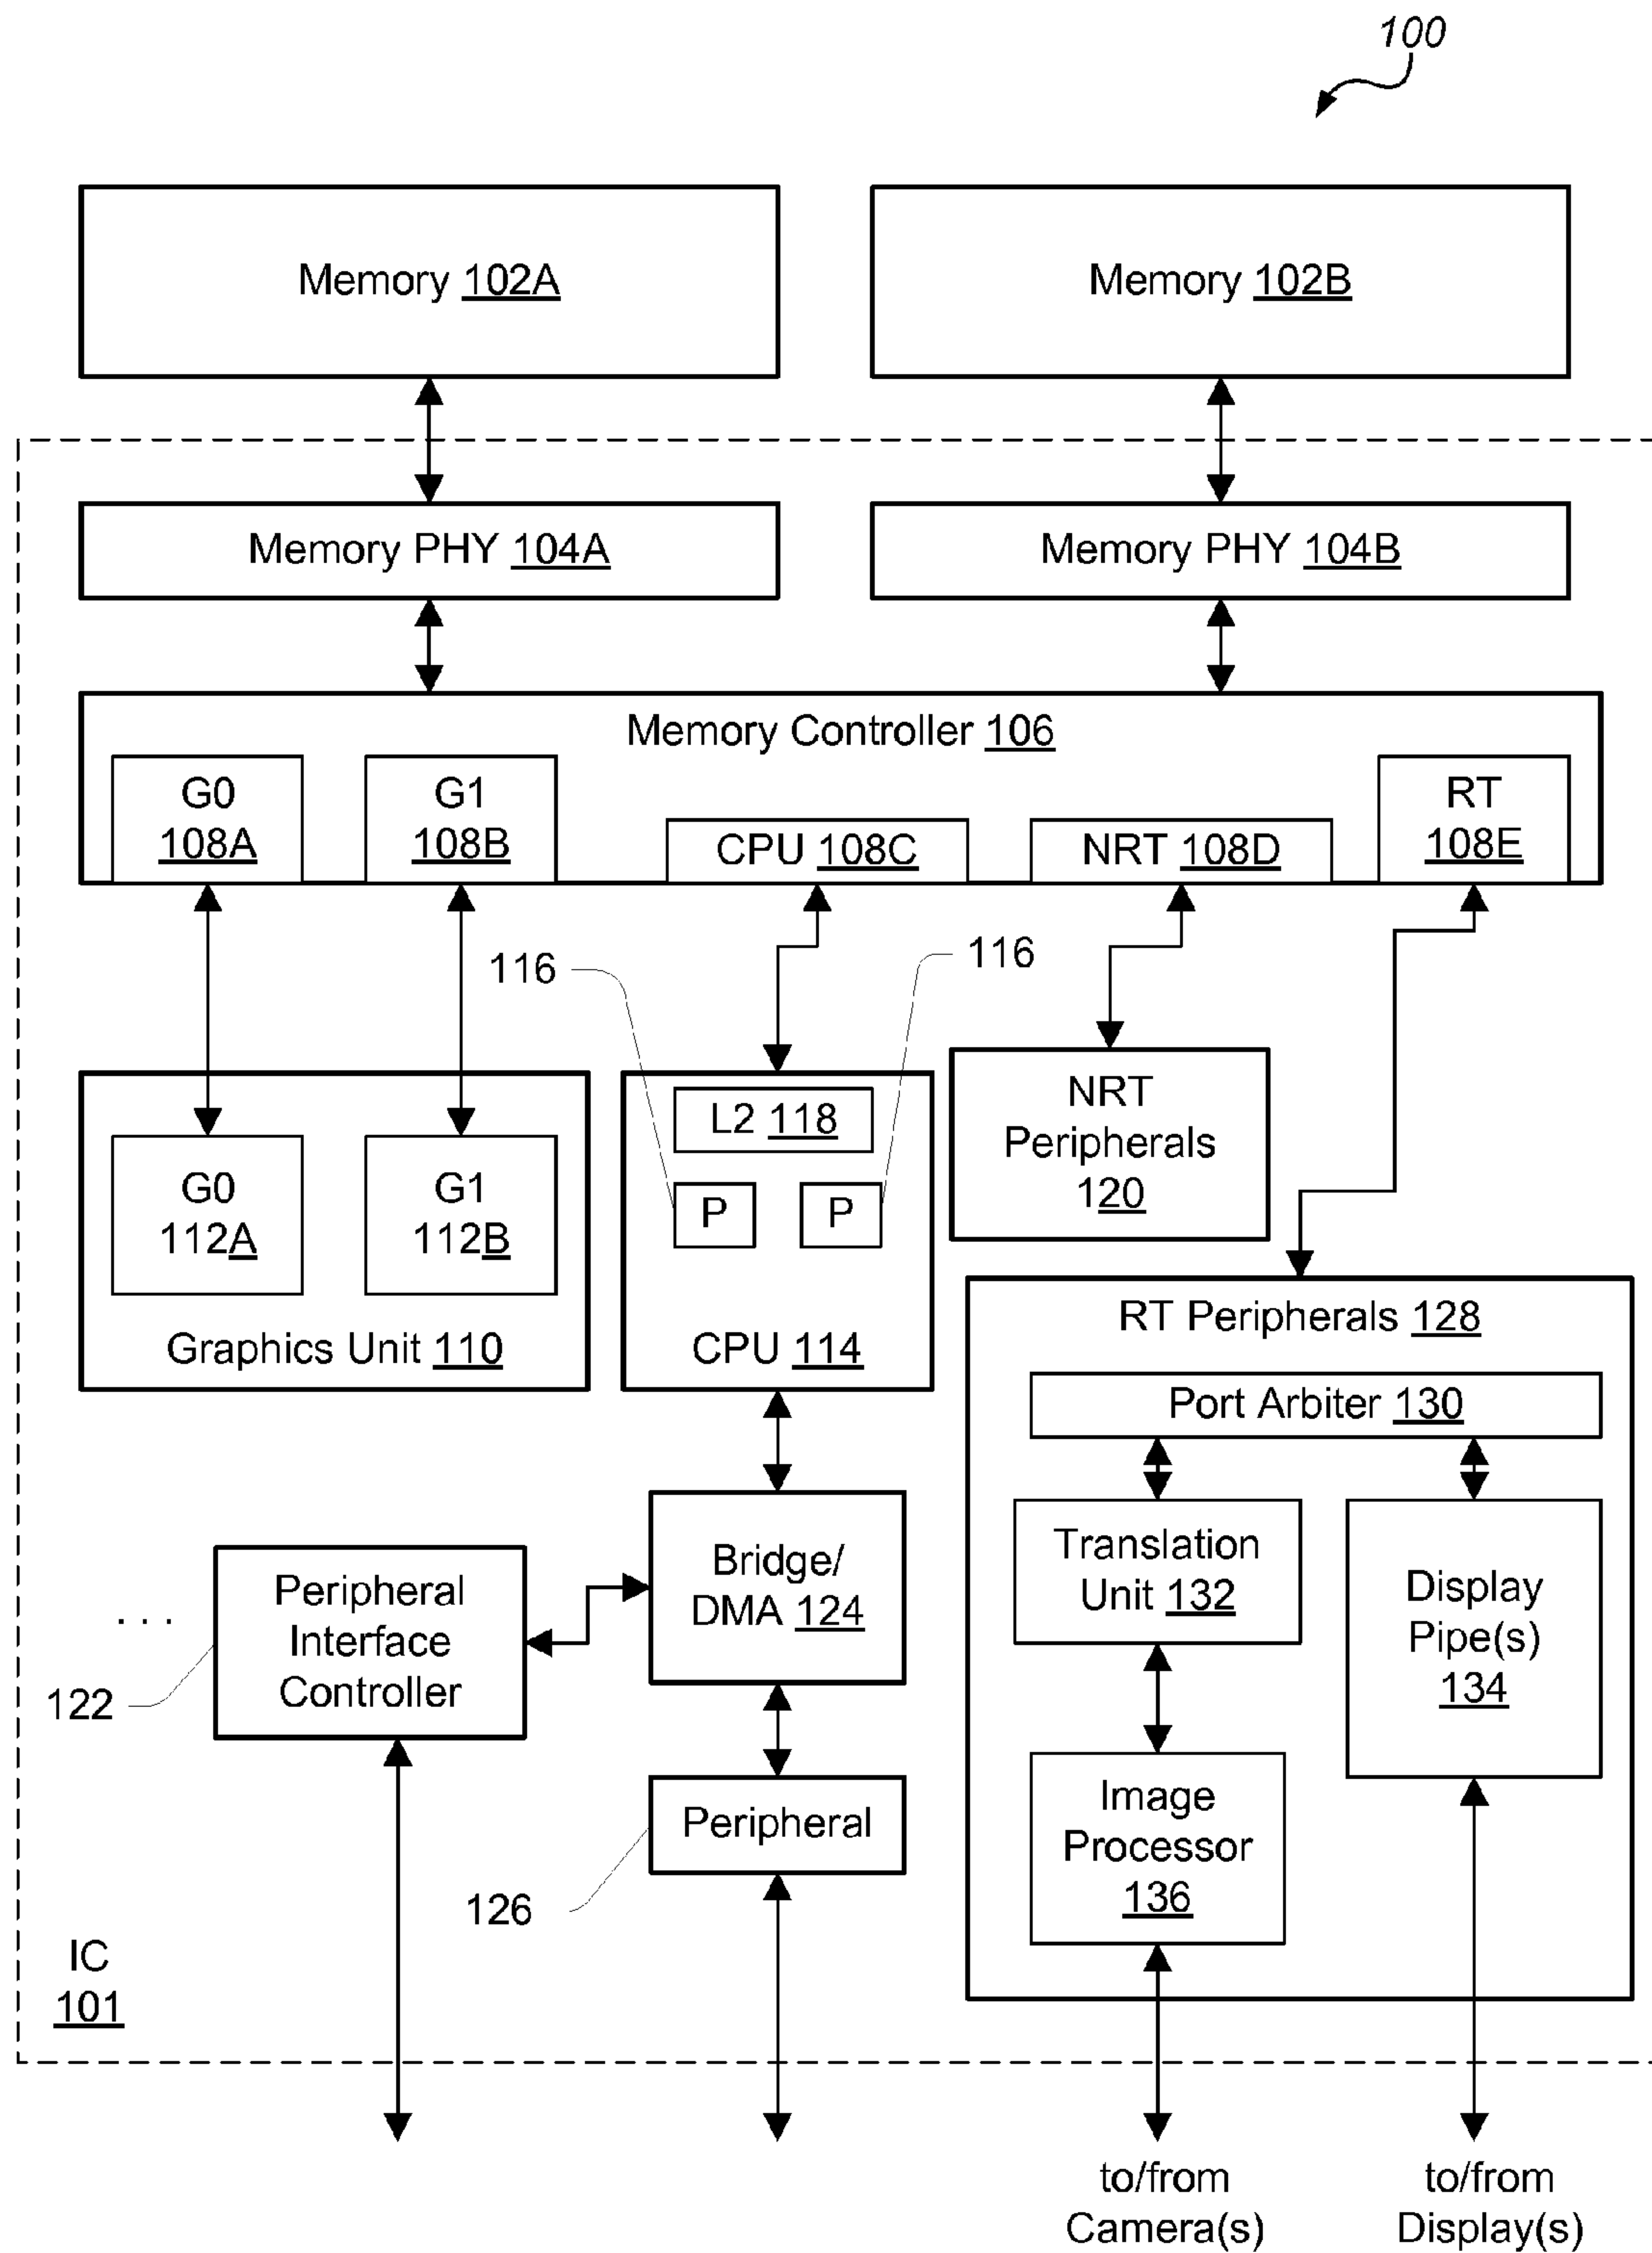 100
Memory 102A
Memory 102B
Memory PHY 104A
Memory PHY 104B
Memory Controller 106
G0
108A
G1
108B
CPU 108C
NRT 108D
RT
108E
116
116
G0
112A
G1
112B
Graphics Unit 110
L2 118
P
P
CPU 114
NRT
Peripherals
120
RT Peripherals 128
Port Arbiter 130
Translation
Unit 132
Display
Pipe(s)
134
Image
Processor
136
Bridge/
DMA 124
. . .
Peripheral
Interface
Controller
122
Peripheral
126
IC
101
to/from
Camera(s)
to/from
Display(s)